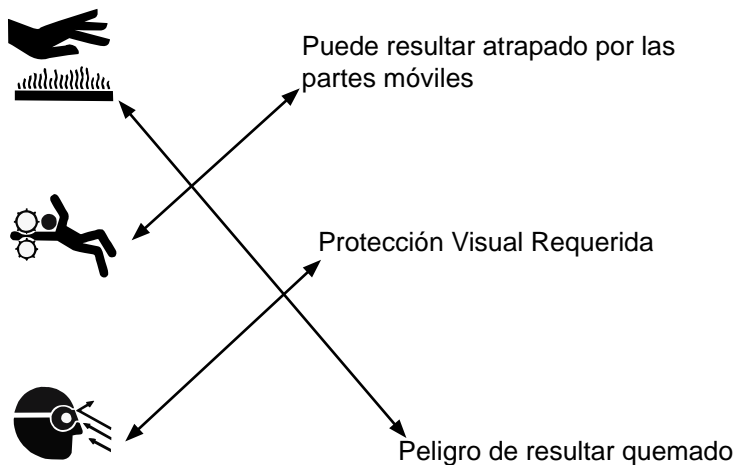 Puede resultar atrapado por las
partes móviles
Protección Visual Requerida
Peligro de resultar quemado